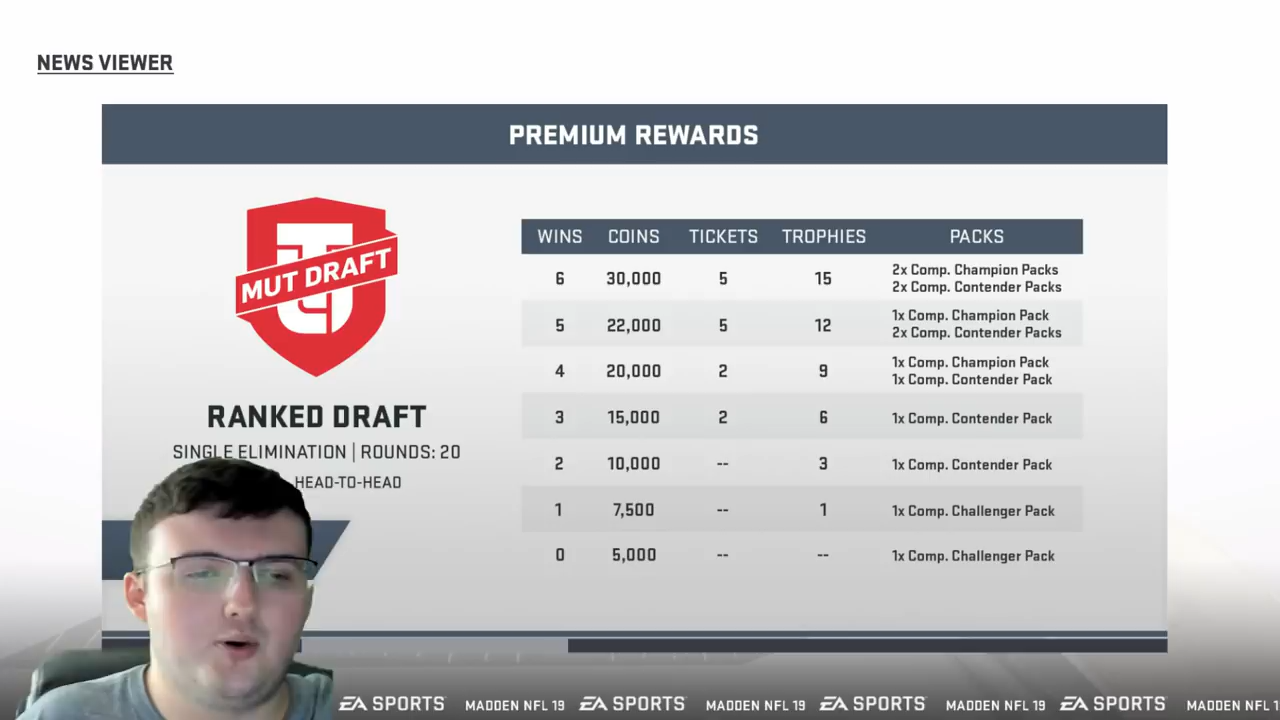 NEWS VIEWER
PREMIUM REWARDS
MUT DRAFT
RANKED DRAFT
SINGLE ELIMINATION | ROUNDS: 20
HEAD-TO-HEAD
WINS COINS TICKETS TROPHIES PACKS
6 30,000 5 15 2x Comp. Champion Packs
2x Comp. Contender Packs
5 22,000 5 12 1x Comp. Champion Pack
2x Comp. Contender Packs
4 20,000 2 9 1x Comp. Champion Pack
1x Comp. Contender Pack
3 15,000 2 6 1x Comp. Contender Pack
2 10,000 -- 3 1x Comp. Contender Pack
1 7,500 -- 1 1x Comp. Challenger Pack
0 5,000 -- -- 1x Comp. Challenger Pack
EA SPORTS MADDEN NFL 19 EA SPORTS MADDEN NFL 19 EA SPORTS MADDEN NFL 19 EA SPORTS MADDEN NFL 1